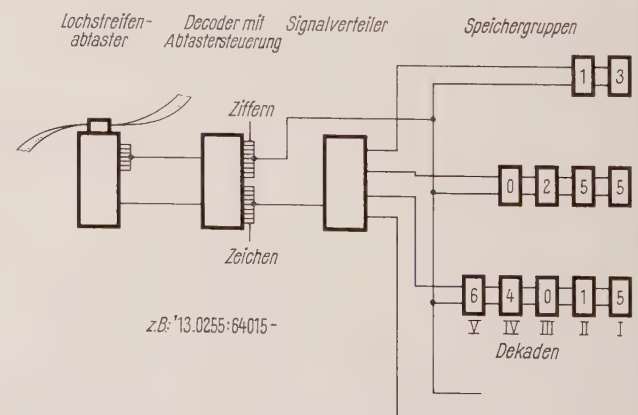 Lochstreifen-
abtaster
Decoder mit
Abtastersteuerung
Signalverteiler
Speichergruppen
Ziffern
Zeichen
1 3
0 2 5 5
6 4 0 1 5
V IV III II I
Dekaden
z.B.: '13.0255:64015-